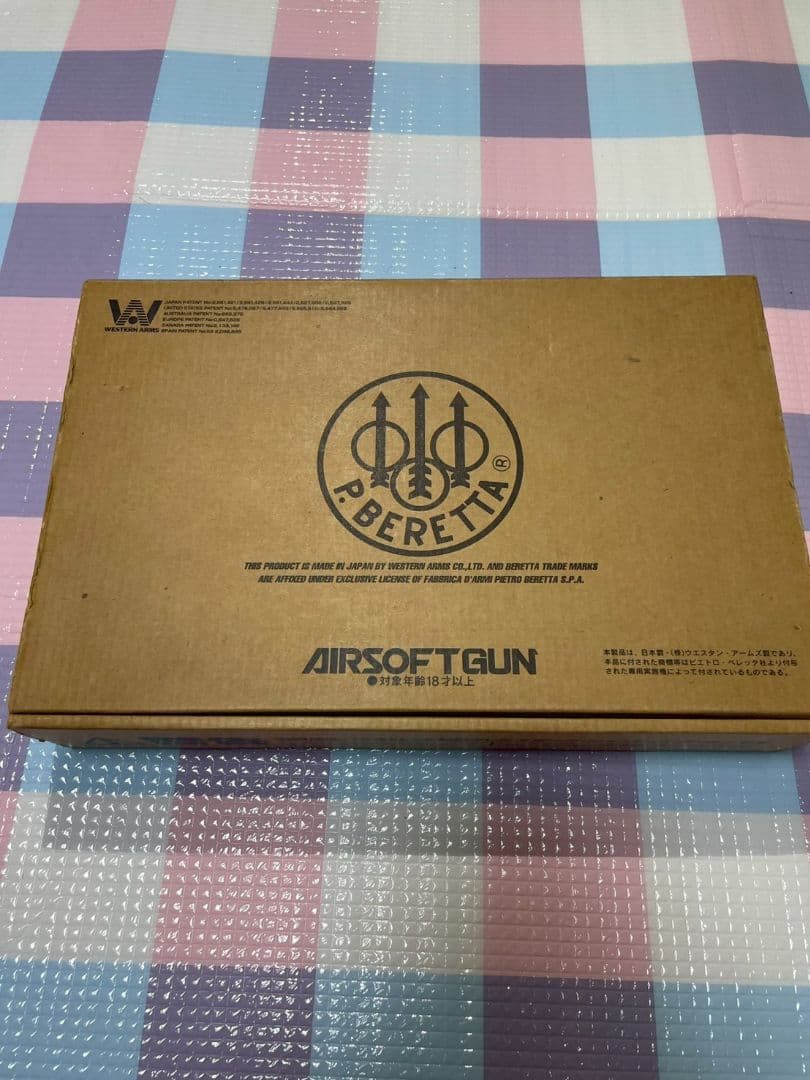 WESTERN ARMS
P. BERETTA
®
THIS PRODUCT IS MADE IN JAPAN BY WESTERN ARMS CO.,LTD. AND BERETTA TRADE MARKS
ARE AFFIXED UNDER EXCLUSIVE LICENSE OF FABBRICA D'ARMI PIETRO BERETTA S.P.A.
AIRSOFTGUN
●対象年齢18才以上
本製品は、日本製・(株)ウエスタン・アームズ製であり、
本品に付された商標等はピエトロ・ベレッタ社より付与
された専用実施権によって付されているものである。